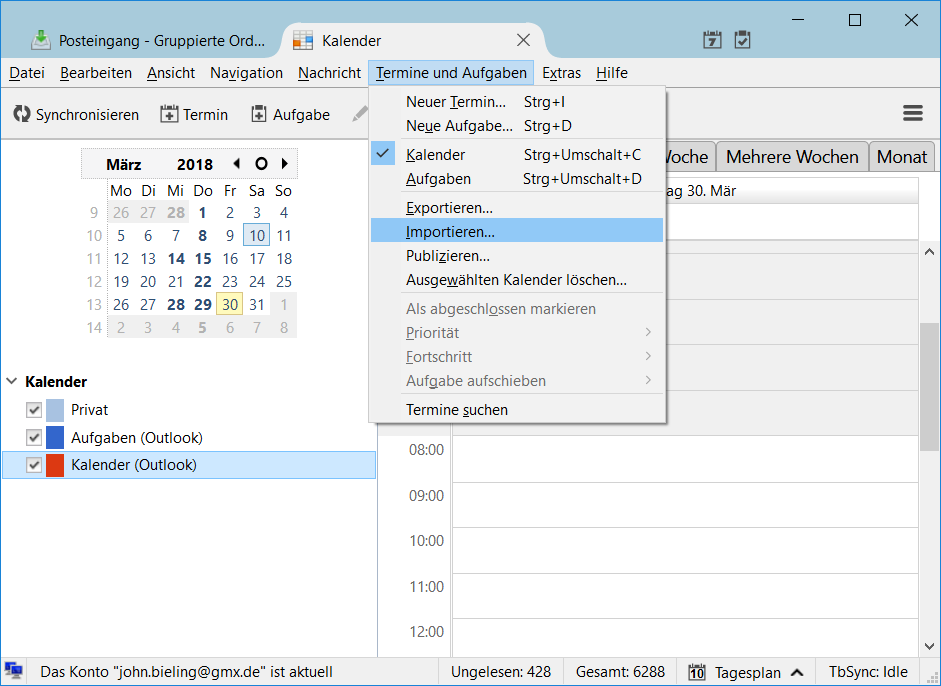 Posteingang - Gruppierte Ord...
Kalender
7
Datei Bearbeiten Ansicht Navigation Nachricht Termine und Aufgaben Extras Hilfe
Synchronisieren Termin Aufgabe
Neuer Termin... Strg+I
Neue Aufgabe... Strg+D
Kalender Strg+Umschalt+C
Aufgaben Strg+Umschalt+D
Exportieren...
Importieren...
Publizieren...
Ausgewählten Kalender löschen...
Als abgeschlossen markieren
Priorität
Fortschritt
Aufgabe aufschieben
Termine suchen
Woche Mehrere Wochen Monat
ag 30. Mär
März 2018
Mo Di Mi Do Fr Sa So
9 26 27 28 1 2 3 4
10 5 6 7 8 9 10 11
11 12 13 14 15 16 17 18
12 19 20 21 22 23 24 25
13 26 27 28 29 30 31 1
14 2 3 4 5 6 7 8
Kalender
Privat
Aufgaben (Outlook)
Kalender (Outlook)
08:00
09:00
10:00
11:00
12:00
Das Konto "john.bieling@gmx.de" ist aktuell Ungelesen: 428 Gesamt: 6288 10 Tagesplan TbSync: Idle